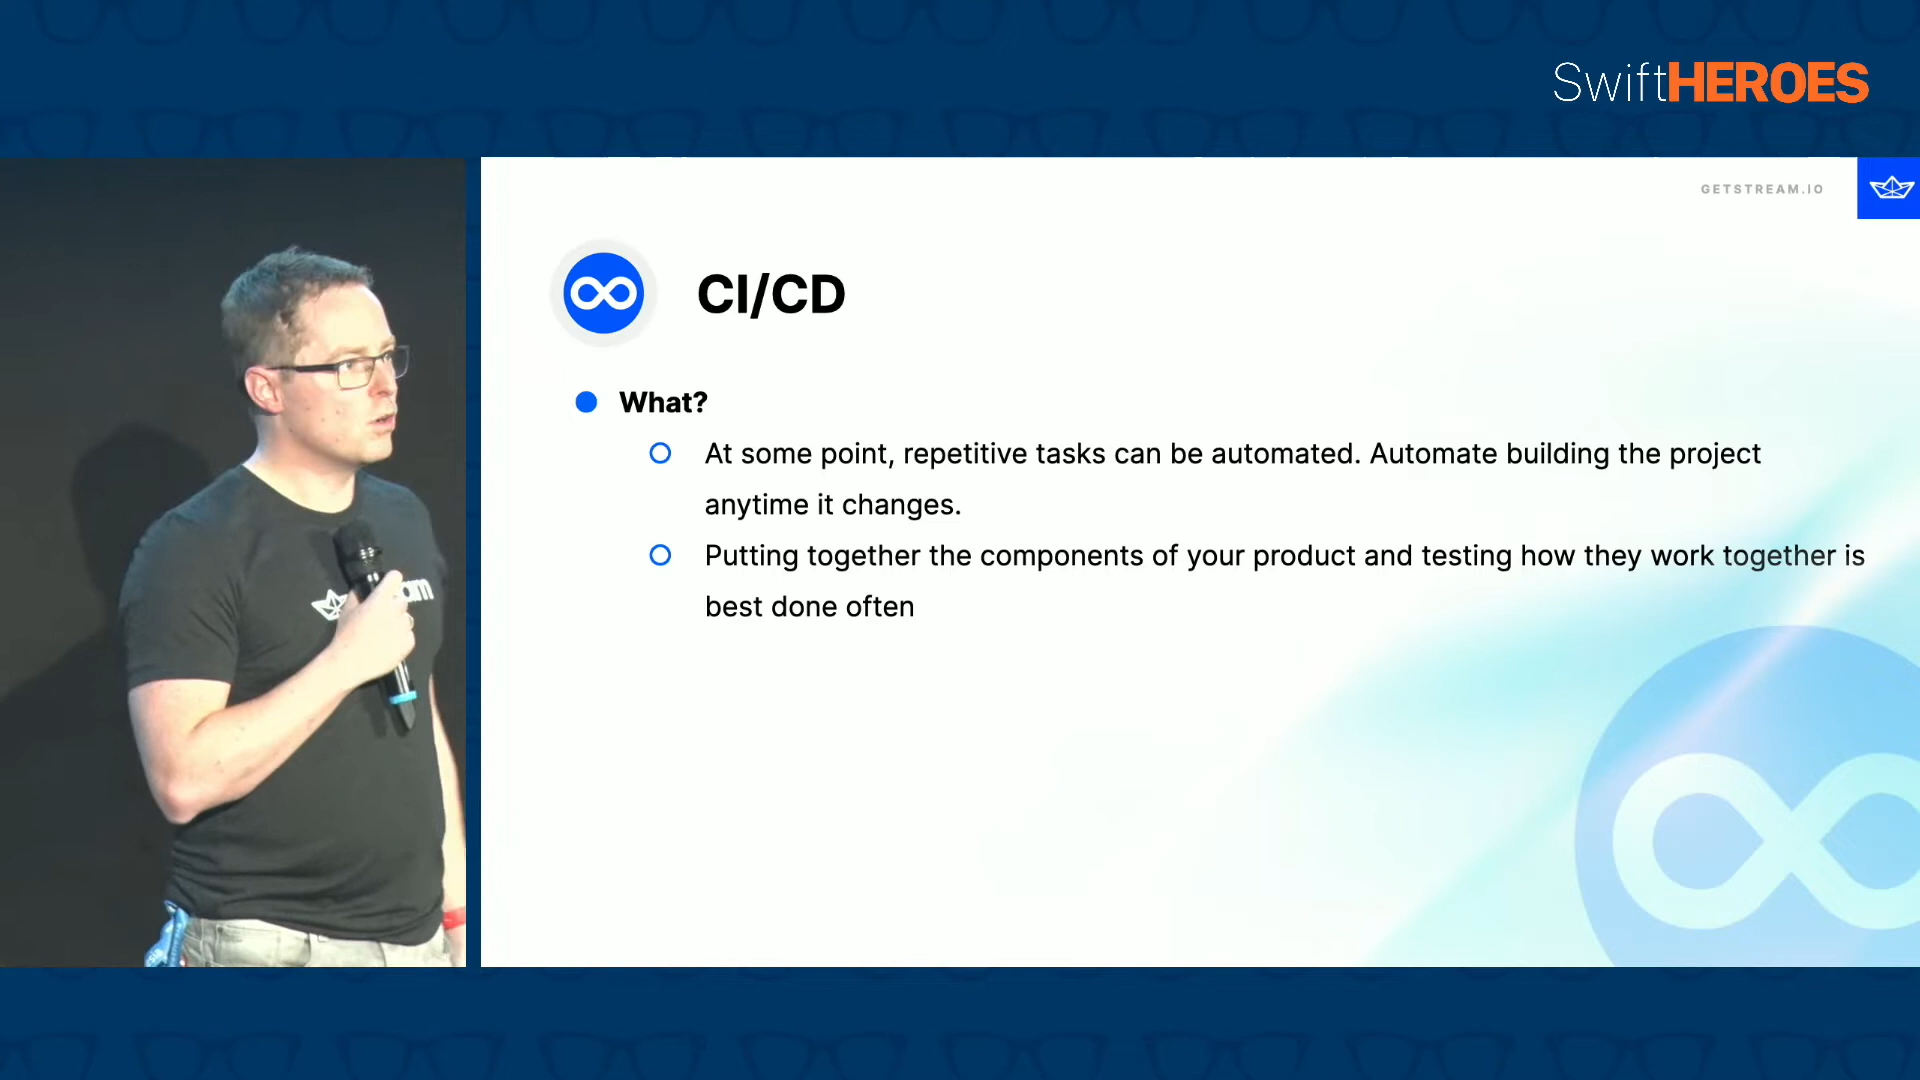 SwiftHEROES
GETSTREAM.IO
CI/CD
What?
At some point, repetitive tasks can be automated. Automate building the project
anytime it changes.
Putting together the components of your product and testing how they work together is
best done often